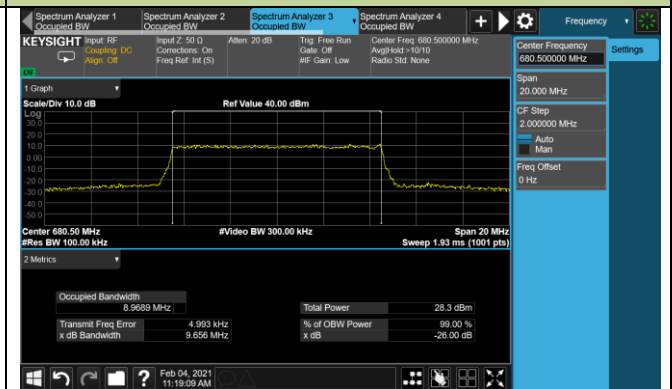 Spectrum Analyzer 1
Occupied BW
Spectrum Analyzer 2
Occupied BW
Spectrum Analyzer 3
Occupied BW
Spectrum Analyzer 4
Occupied BW
Frequency
KEYSIGHT
Input: RF
Coupling: DC
Align: Off
Input Z: 50 Ω
Corrections: On
Freq Ref: Int (S)
Atten: 20 dB
Trig: Free Run
Gate: Off
#IF Gain: Low
Center Freq: 680.500000 MHz
Avg|Hold:>10/10
Radio Std: None
Center Frequency
680.500000 MHz
Settings
Span
20.000 MHz
CF Step
2.000000 MHz
Auto
Man
Freq Offset
0 Hz
1 Graph
Scale/Div 10.0 dB
Ref Value 40.00 dBm
Log
30.0
20.0
10.0
0.00
-10.0
-20.0
-30.0
-40.0
-50.0
Center 680.50 MHz
#Video BW 300.00 kHz
Span 20 MHz
#Res BW 100.00 kHz
Sweep 1.93 ms (1001 pts)
2 Metrics
Occupied Bandwidth
8.9689 MHz
Total Power
28.3 dBm
Transmit Freq Error
4.993 kHz
% of OBW Power
99.00 %
x dB Bandwidth
9.656 MHz
x dB
-26.00 dB
Feb 04, 2021
11:19:09 AM